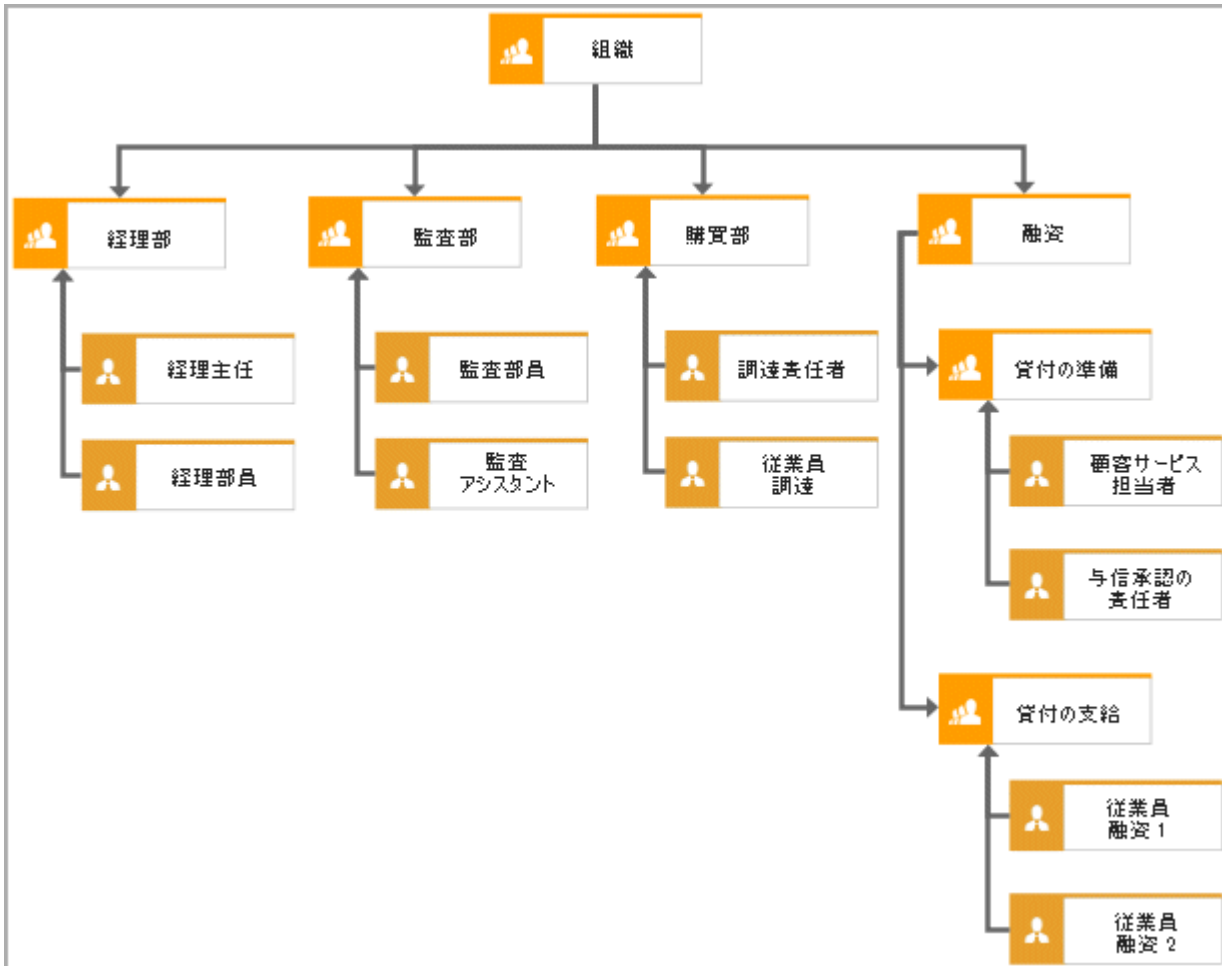 組織
経理部
監査部
購買部
融資
経理主任
監査部員
調達責任者
貸付の準備
経理部員
監査
アシスタント
従業員
調達
顧客サービス
担当者
与信承認の
責任者
貸付の支給
従業員
融資 1
従業員
融資 2